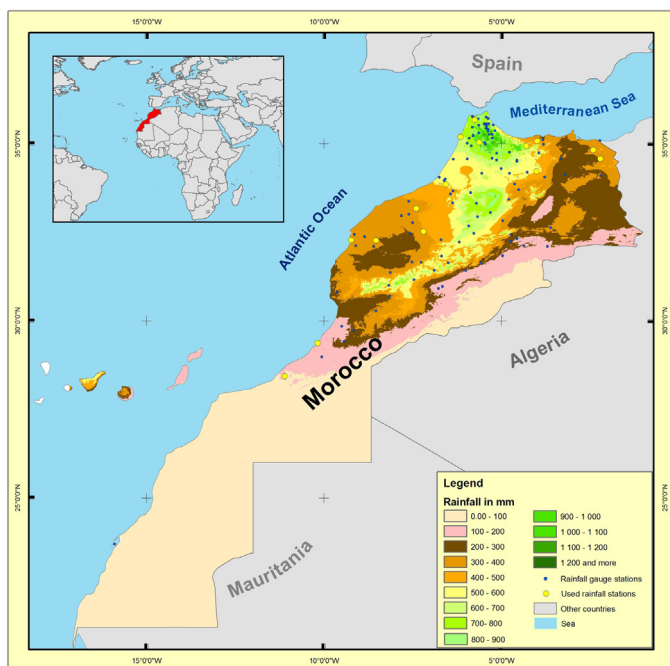 15°0'0"W
10°0'0"W
5°0'0"W
Spain
Mediterranean Sea
35°0'0"N
35°0'0"N
Atlantic Ocean
30°0'0"N
30°0'0"N
Morocco
Algeria
25°0'0"N
25°0'0"N
Mauritania
Legend
Rainfall in mm
0.00 - 100
100 - 200
200 - 300
300 - 400
400 - 500
500 - 600
600 - 700
700- 800
800 - 900
900 - 1 000
1 000 - 1 100
1 100 - 1 200
1 200 and more
Rainfall gauge stations
Used rainfall stations
Other countries
Sea
15°0'0"W
10°0'0"W
5°0'0"W